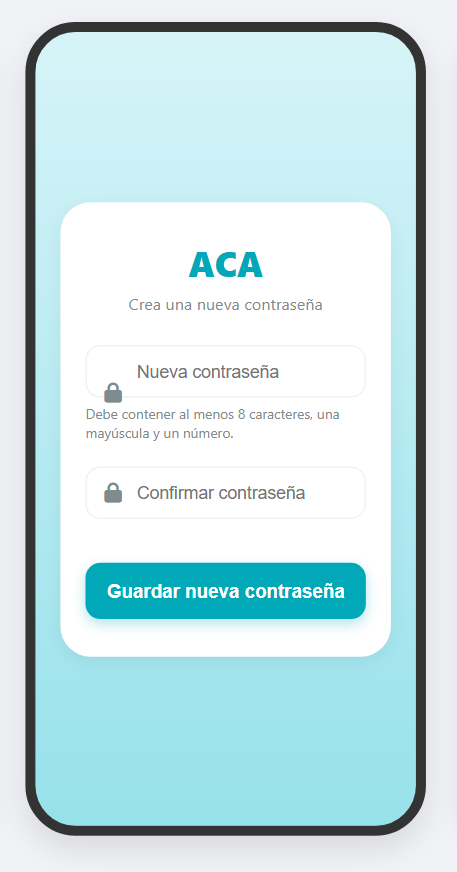 ACA
Crea una nueva contraseña
Nueva contraseña
Debe contener al menos 8 caracteres, una
mayúscula y un número.
Confirmar contraseña
Guardar nueva contraseña